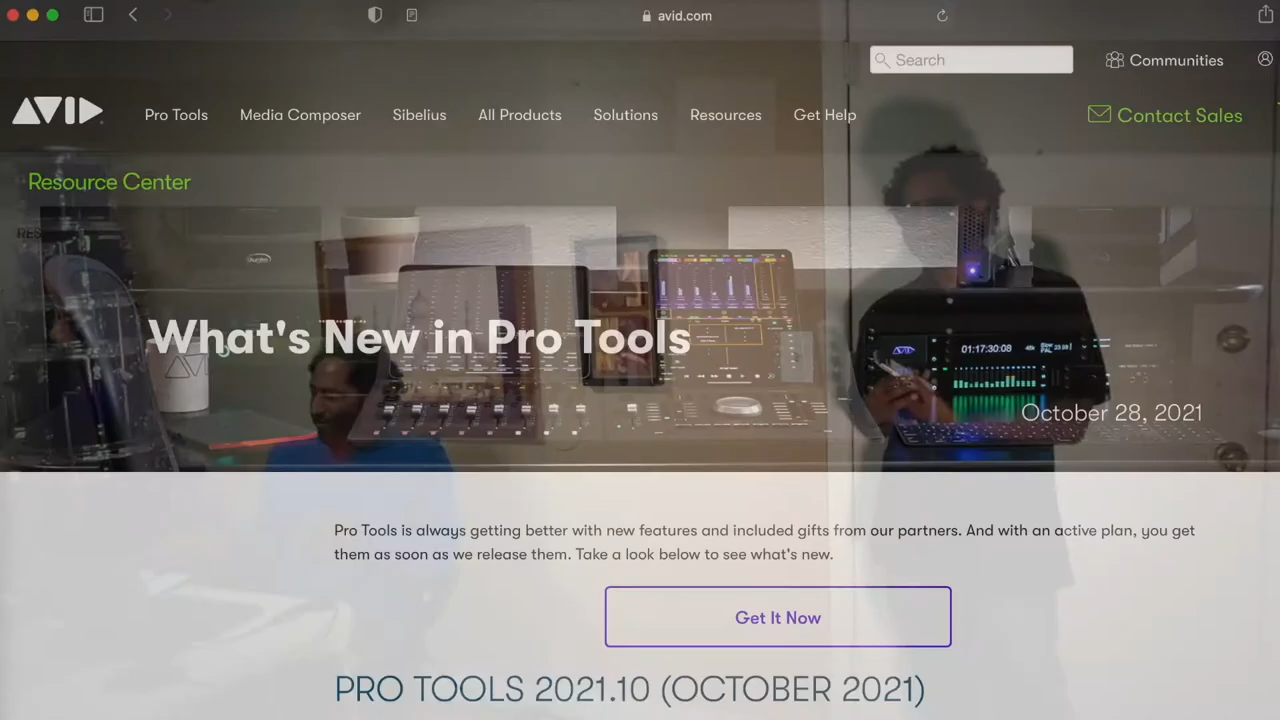 avid.com
Search
Communities
AVID
Pro Tools
Media Composer
Sibelius
All Products
Solutions
Resources
Get Help
Contact Sales
Resource Center
RES
What's New in Pro Tools
AVID
01:17:30:08
October 28, 2021
Pro Tools is always getting better with new features and included gifts from our partners. And with an active plan, you get
them as soon as we release them. Take a look below to see what's new.
Get It Now
PRO TOOLS 2021.10 (OCTOBER 2021)